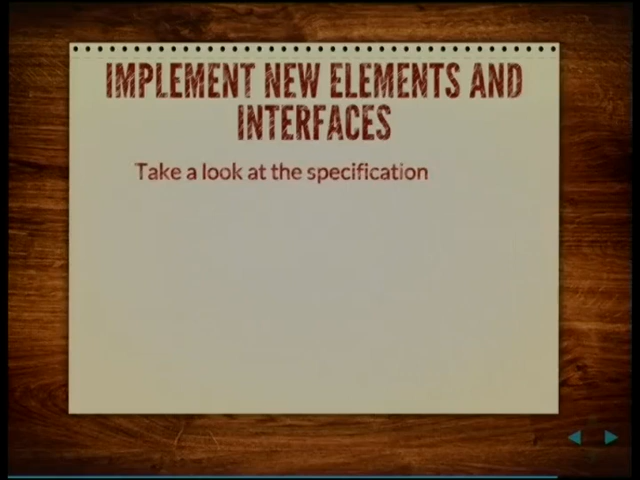 IMPLEMENT NEW ELEMENTS AND
INTERFACES
Take a look at the specification